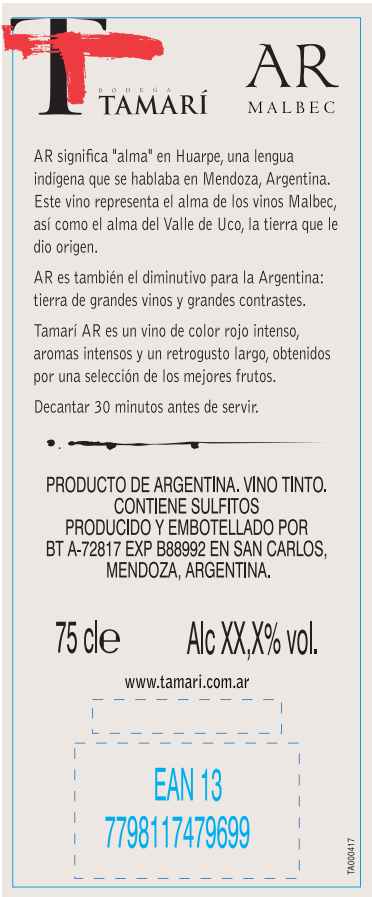 BODEGA
TAMARÍ
AR
MALBEC
AR significa "alma" en Huarpe, una lengua
indígena que se hablaba en Mendoza, Argentina.
Este vino representa el alma de los vinos Malbec,
así como el alma del Valle de Uco, la tierra que le
dio origen.
AR es también el diminutivo para la Argentina:
tierra de grandes vinos y grandes contrastes.
Tamarí AR es un vino de color rojo intenso,
aromas intensos y un retrogusto largo, obtenidos
por una selección de los mejores frutos.
Decantar 30 minutos antes de servir.
PRODUCTO DE ARGENTINA. VINO TINTO.
CONTIENE SULFITOS
PRODUCIDO Y EMBOTELLADO POR
BT A-72817 EXP B88992 EN SAN CARLOS,
MENDOZA, ARGENTINA.
75 cl℮ Alc XX,X% vol.
www.tamari.com.ar
EAN 13
7798117479699
TA000417